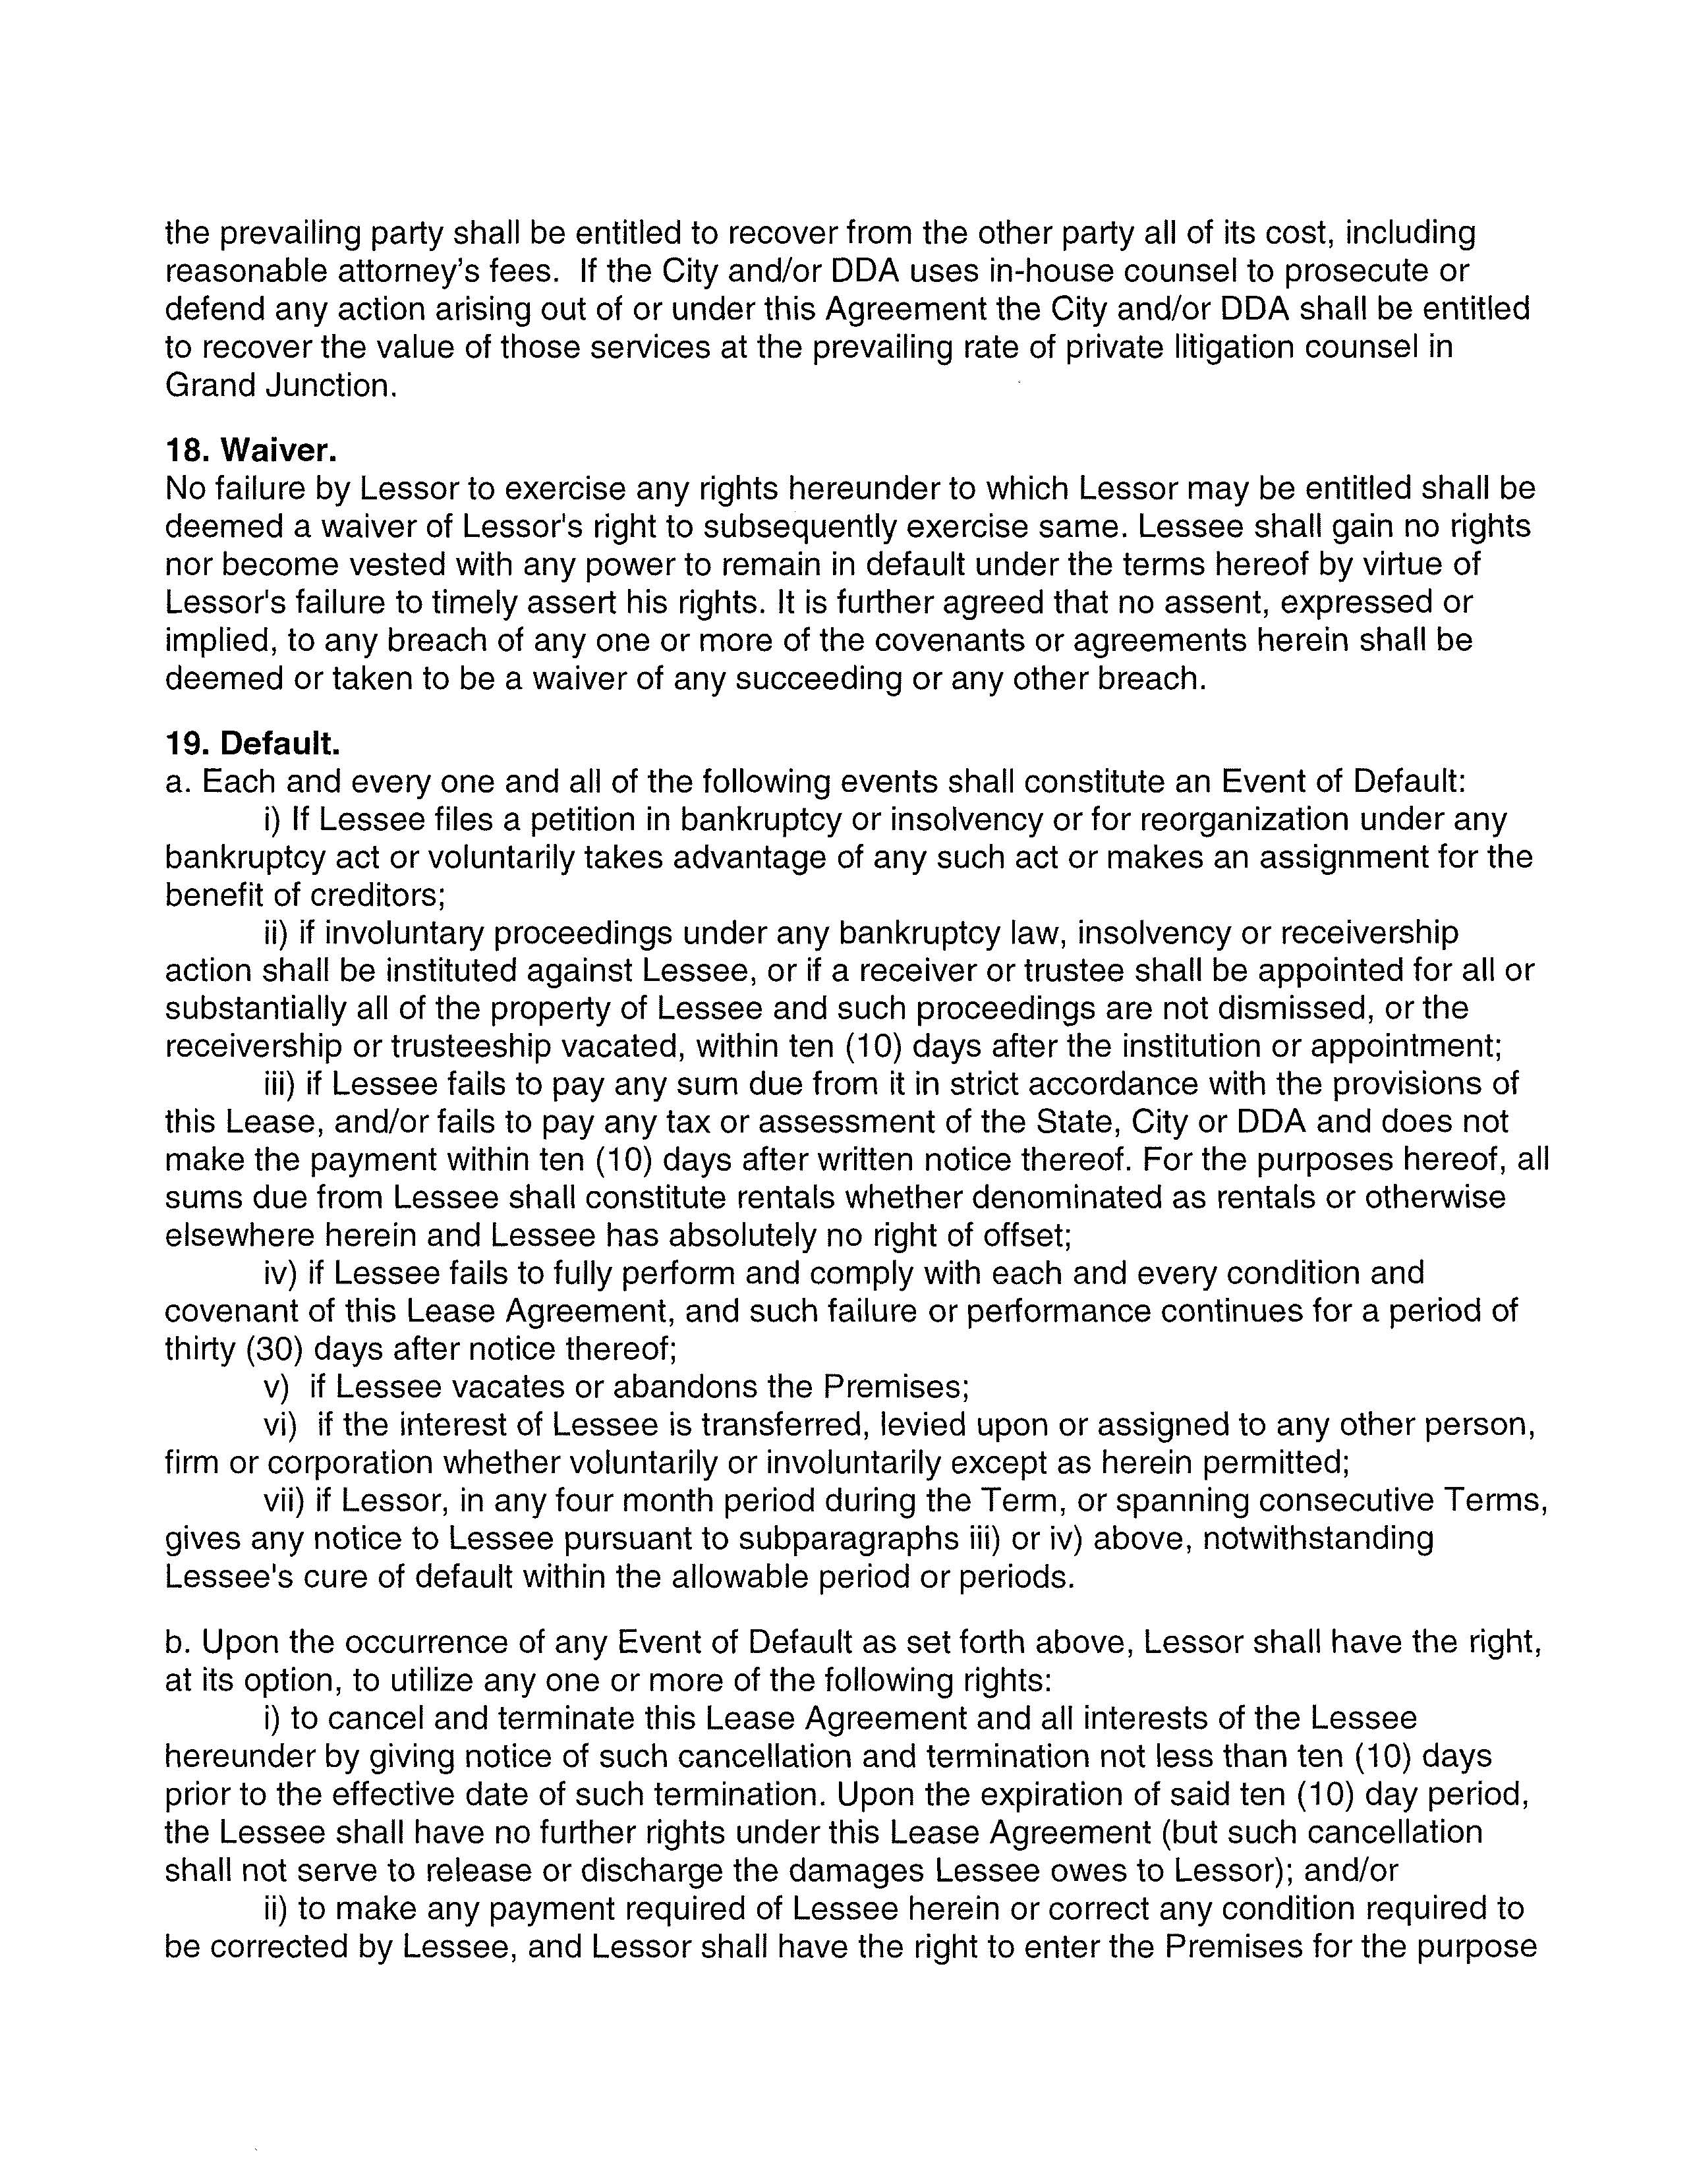 the prevailing party shall be entitled to recover from the other party all of its cost, including
reasonable attorney's fees.  If the City and/or DDA uses in-house counsel to prosecute or
defend any action arising out of or under this Agreement the City and/or DDA shall be entitled
to recover the value of those services at the prevailing rate of private litigation counsel in
Grand Junction.
18. Waiver.
No failure by Lessor to exercise any rights hereunder to which Lessor may be entitled shall be
deemed a waiver of Lessor's right to subsequently exercise same. Lessee shall gain no rights
nor become vested with any power to remain in default under the terms hereof by virtue of
Lessor's failure to timely assert his rights. It is further agreed that no assent, expressed or
implied, to any breach of any one or more of the covenants or agreements herein shall be
deemed or taken to be a waiver of any succeeding or any other breach.
19. Default.
a. Each and every one and all of the following events shall constitute an Event of Default:
i) If Lessee files a petition in bankruptcy or insolvency or for reorganization under any
bankruptcy act or voluntarily takes advantage of any such act or makes an assignment for the
benefit of creditors;
ii) if involuntary proceedings under any bankruptcy law, insolvency or receivership
action shall be instituted against Lessee, or if a receiver or trustee shall be appointed for all or
substantially all of the property of Lessee and such proceedings are not dismissed, or the
receivership or trusteeship vacated, within ten (10) days after the institution or appointment;
iii) if Lessee fails to pay any sum due from it in strict accordance with the provisions of
this Lease, and/or fails to pay any tax or assessment of the State, City or DDA and does not
make the payment within ten (10) days after written notice thereof. For the purposes hereof, all
sums due from Lessee shall constitute rentals whether denominated as rentals or otherwise
elsewhere herein and Lessee has absolutely no right of offset;
iv) if Lessee fails to fully perform and comply with each and every condition and
covenant of this Lease Agreement, and such failure or performance continues for a period of
thirty (30) days after notice thereof;
v)  if Lessee vacates or abandons the Premises;
vi)  if the interest of Lessee is transferred, levied upon or assigned to any other person,
firm or corporation whether voluntarily or involuntarily except as herein permitted;
vii) if Lessor, in any four month period during the Term, or spanning consecutive Terms,
gives any notice to Lessee pursuant to subparagraphs iii) or iv) above, notwithstanding
Lessee's cure of default within the allowable period or periods.
b. Upon the occurrence of any Event of Default as set forth above, Lessor shall have the right,
at its option, to utilize any one or more of the following rights:
i) to cancel and terminate this Lease Agreement and all interests of the Lessee
hereunder by giving notice of such cancellation and termination not less than ten (10) days
prior to the effective date of such termination. Upon the expiration of said ten (10) day period,
the Lessee shall have no further rights under this Lease Agreement (but such cancellation
shall not serve to release or discharge the damages Lessee owes to Lessor); and/or
ii) to make any payment required of Lessee herein or correct any condition required to
be corrected by Lessee, and Lessor shall have the right to enter the Premises for the purpose